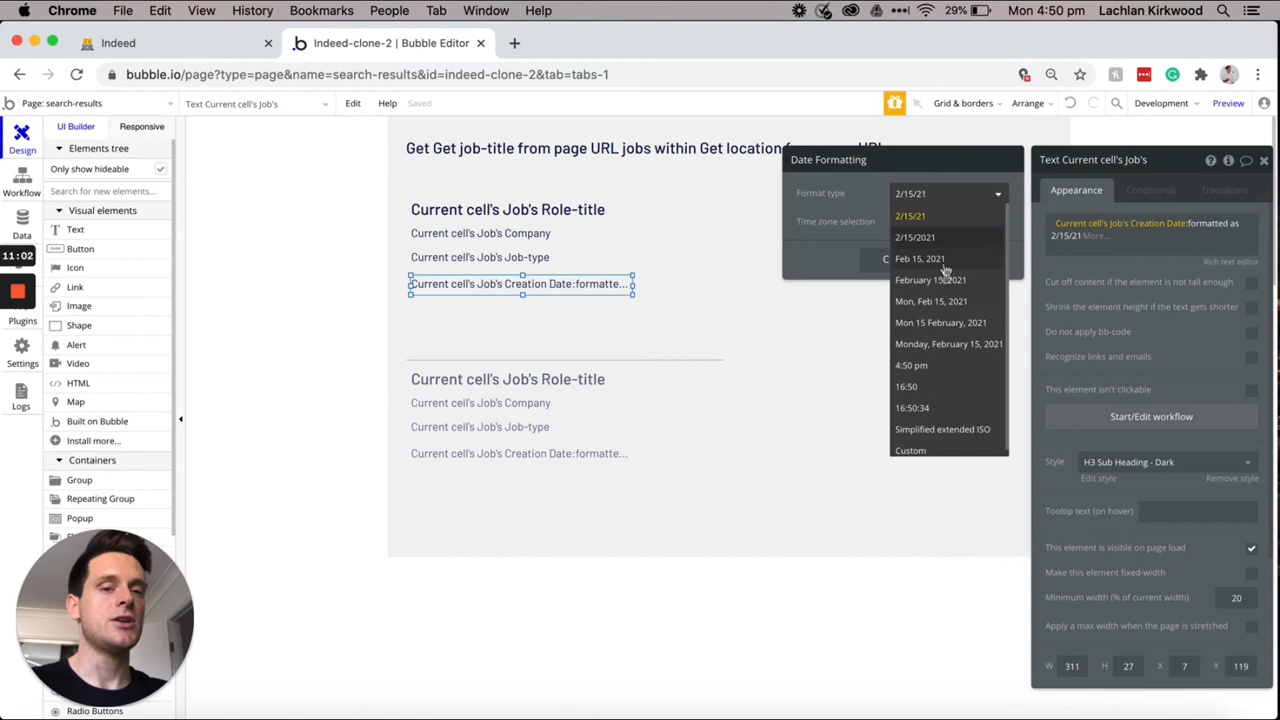 Chrome File Edit View History Bookmarks People Tab Window Help 29% Mon 4:50 pm Lachlan Kirkwood
Indeed
Indeed-clone-2 | Bubble Editor
bubble.io/page?type=page&name=search-results&id=indeed-clone-2&tab=tabs-1
Page: search-results Text Current cell's Job's Edit Help Saved Grid & borders Arrange Development Preview
Design
Workflow
Data
11:02
Plugins
Settings
Logs
UI Builder Responsive
Elements tree
Only show hideable
Search for new elements...
Visual elements
Text
Button
Icon
Link
Image
Shape
Alert
Video
HTML
Map
Built on Bubble
Install more...
Containers
Group
Repeating Group
Popup
Radio Buttons
Get Get job-title from page URL jobs within Get location
Current cell's Job's Role-title
Current cell's Job's Company
Current cell's Job's Job-type
Current cell's Job's Creation Date:formatte...
Current cell's Job's Role-title
Current cell's Job's Company
Current cell's Job's Job-type
Current cell's Job's Creation Date:formatte...
Date Formatting
Format type 2/15/21
Time zone selection
2/15/21
2/15/2021
Feb 15, 2021
February 15, 2021
Mon, Feb 15, 2021
Mon 15 February, 2021
Monday, February 15, 2021
4:50 pm
16:50
16:50:34
Simplified extended ISO
Custom
Text Current cell's Job's
Appearance Conditional Transitions
Current cell's Job's Creation Date:formatted as
2/15/21 More...
Rich text editor
Cut off content if the element is not tall enough
Shrink the element height if the text gets shorter
Do not apply bb-code
Recognize links and emails
This element isn't clickable
Start/Edit workflow
Style H3 Sub Heading - Dark
Edit style Remove style
Tooltip text (on hover)
This element is visible on page load
Make this element fixed-width
Minimum width (% of current width) 20
Apply a max width when the page is stretched
W 311 H 27 X 7 Y 119